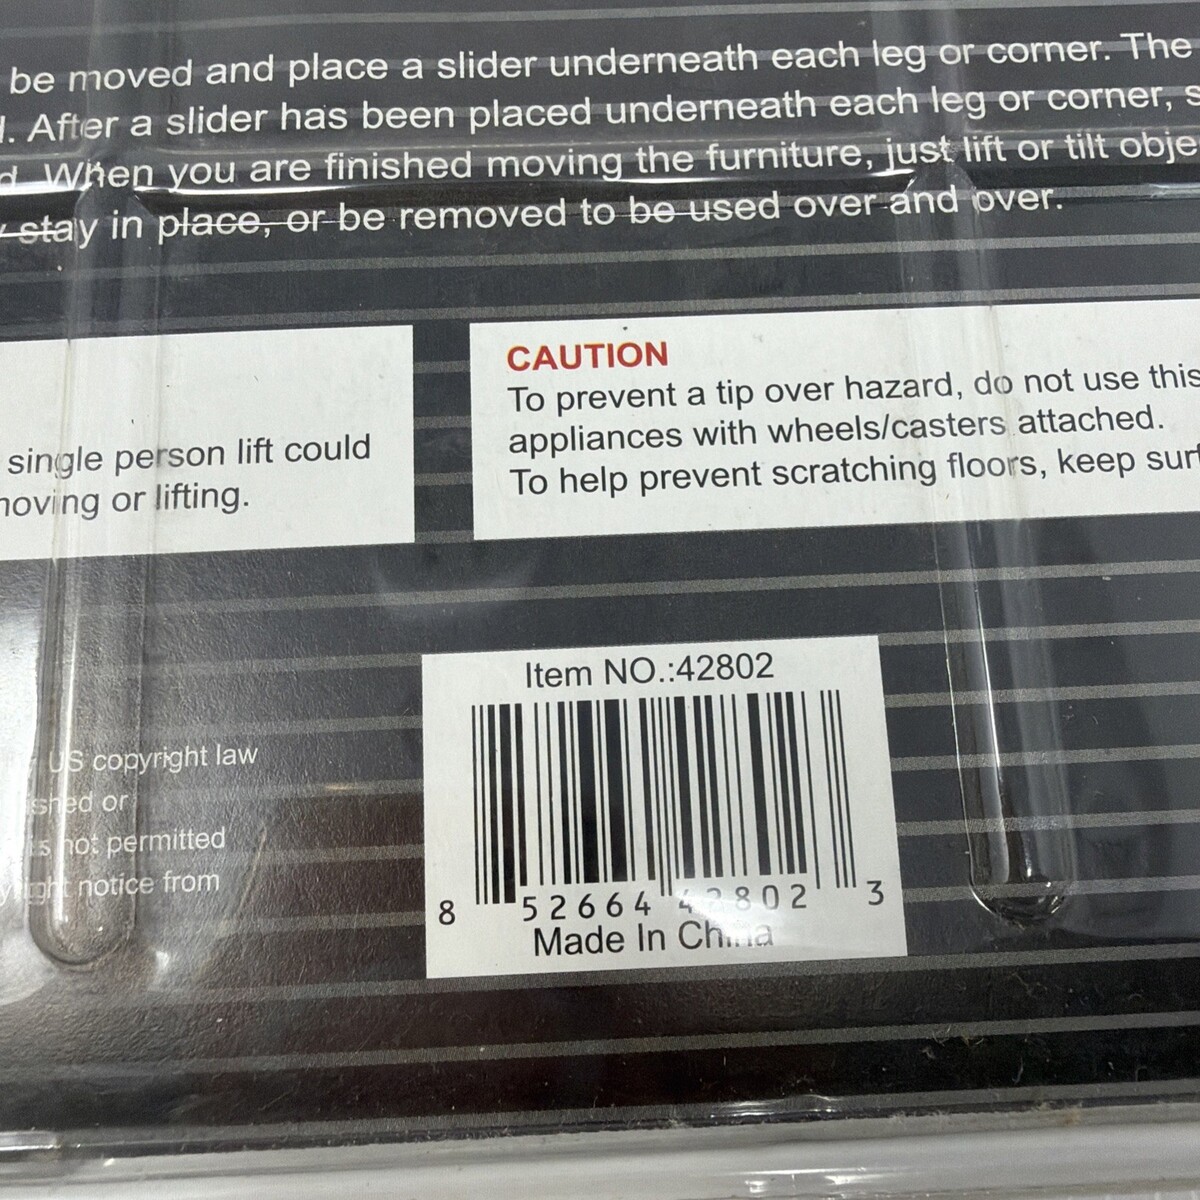 be moved and place a slider underneath each leg or corner. The
. After a slider has been placed underneath each leg or corner, s
d. When you are finished moving the furniture, just lift or tilt obje
stay in place, or be removed to be used over and over.
single person lift could
moving or lifting.
CAUTION
To prevent a tip over hazard, do not use this
appliances with wheels/casters attached.
To help prevent scratching floors, keep surf
US copyright law
shed or
is not permitted
yright notice from
Item NO.:42802
8 52664 42802 3
Made In China